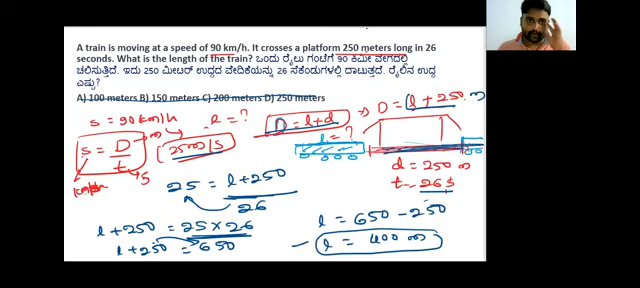 A train is moving at a speed of 90 km/h. It crosses a platform 250 meters long in 26
seconds. What is the length of the train? ಒಂದು ರೈಲು ಗಂಟೆಗೆ 90 ಕಿಮೀ ವೇಗದಲ್ಲಿ
ಚಲಿಸುತ್ತಿದೆ. ಇದು 250 ಮೀಟರ್ ಉದ್ದದ ವೇದಿಕೆಯನ್ನು 26 ಸೆಕೆಂಡುಗಳಲ್ಲಿ ದಾಟುತ್ತದೆ. ರೈಲಿನ ಉದ್ದ
ಎಷ್ಟು?
A) 100 meters B) 150 meters C) 200 meters D) 250 meters
s = 90 km/h l = ? D = l + d ⇒ D = l + 250 m
s = D/t m s km/h
25 m/s
l = ?
d = 250 m
t - 26 s
25 = l + 250 / 26
l + 250 = 25 × 26
l + 250 = 650
l = 650 - 250
l = 400 m